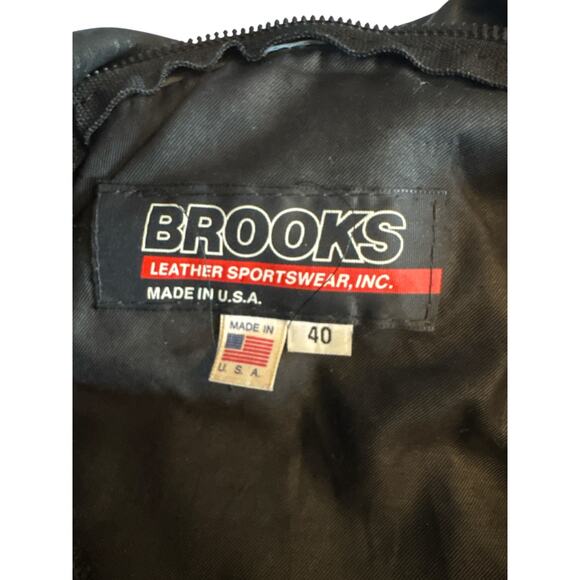 BROOKS
LEATHER SPORTSWEAR, INC.
MADE IN U.S.A.
MADE IN
U. S. A.
40